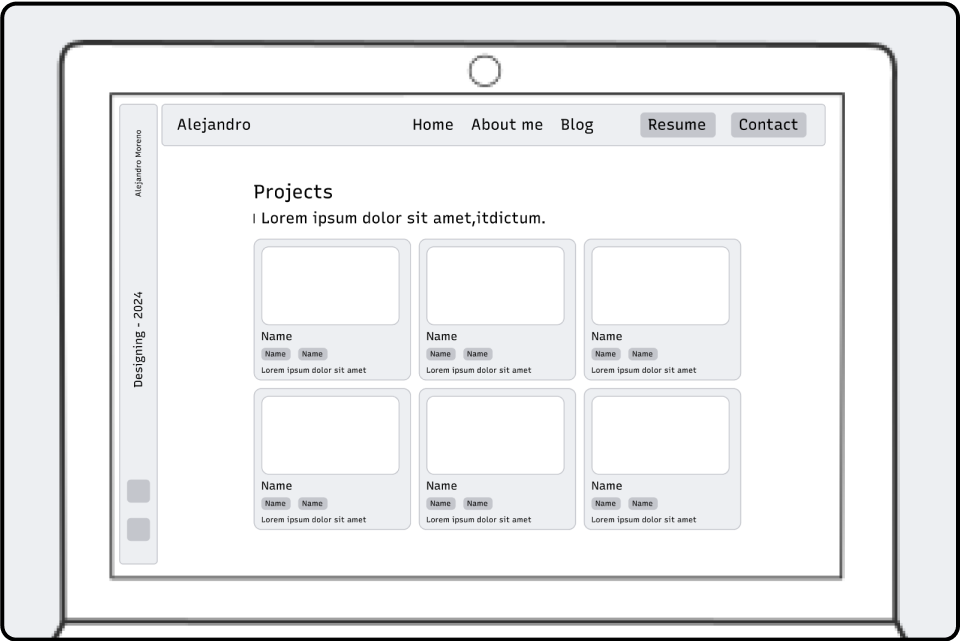 Alejandro Moreno
Designing - 2024
Alejandro
Home About me Blog Resume Contact
Projects
Lorem ipsum dolor sit amet,itdictum.
Name
Name Name
Lorem ipsum dolor sit amet
Name
Name Name
Lorem ipsum dolor sit amet
Name
Name Name
Lorem ipsum dolor sit amet
Name
Name Name
Lorem ipsum dolor sit amet
Name
Name Name
Lorem ipsum dolor sit amet
Name
Name Name
Lorem ipsum dolor sit amet